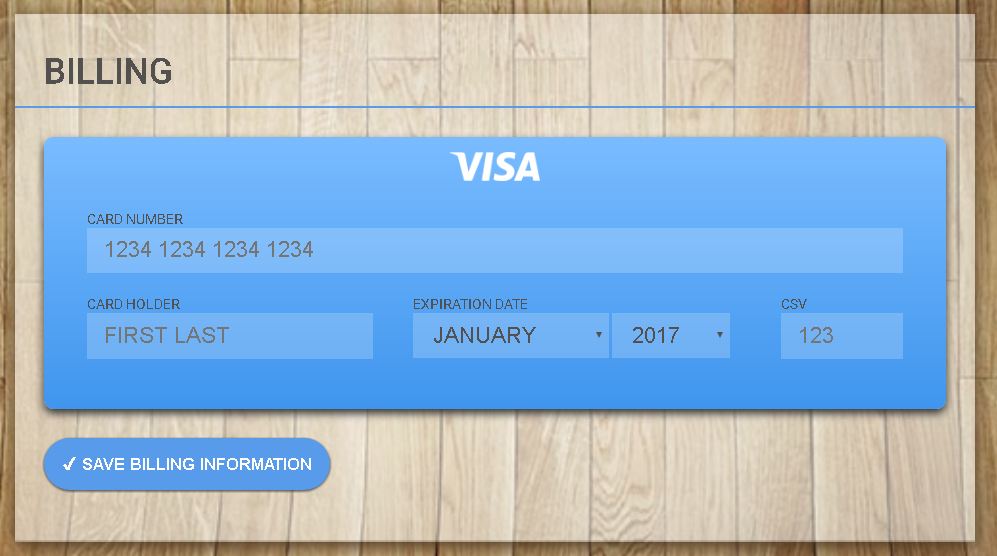 BILLING
VISA
CARD NUMBER
1234 1234 1234 1234
CARD HOLDER EXPIRATION DATE CSV
FIRST LAST JANUARY 2017 123
✓ SAVE BILLING INFORMATION